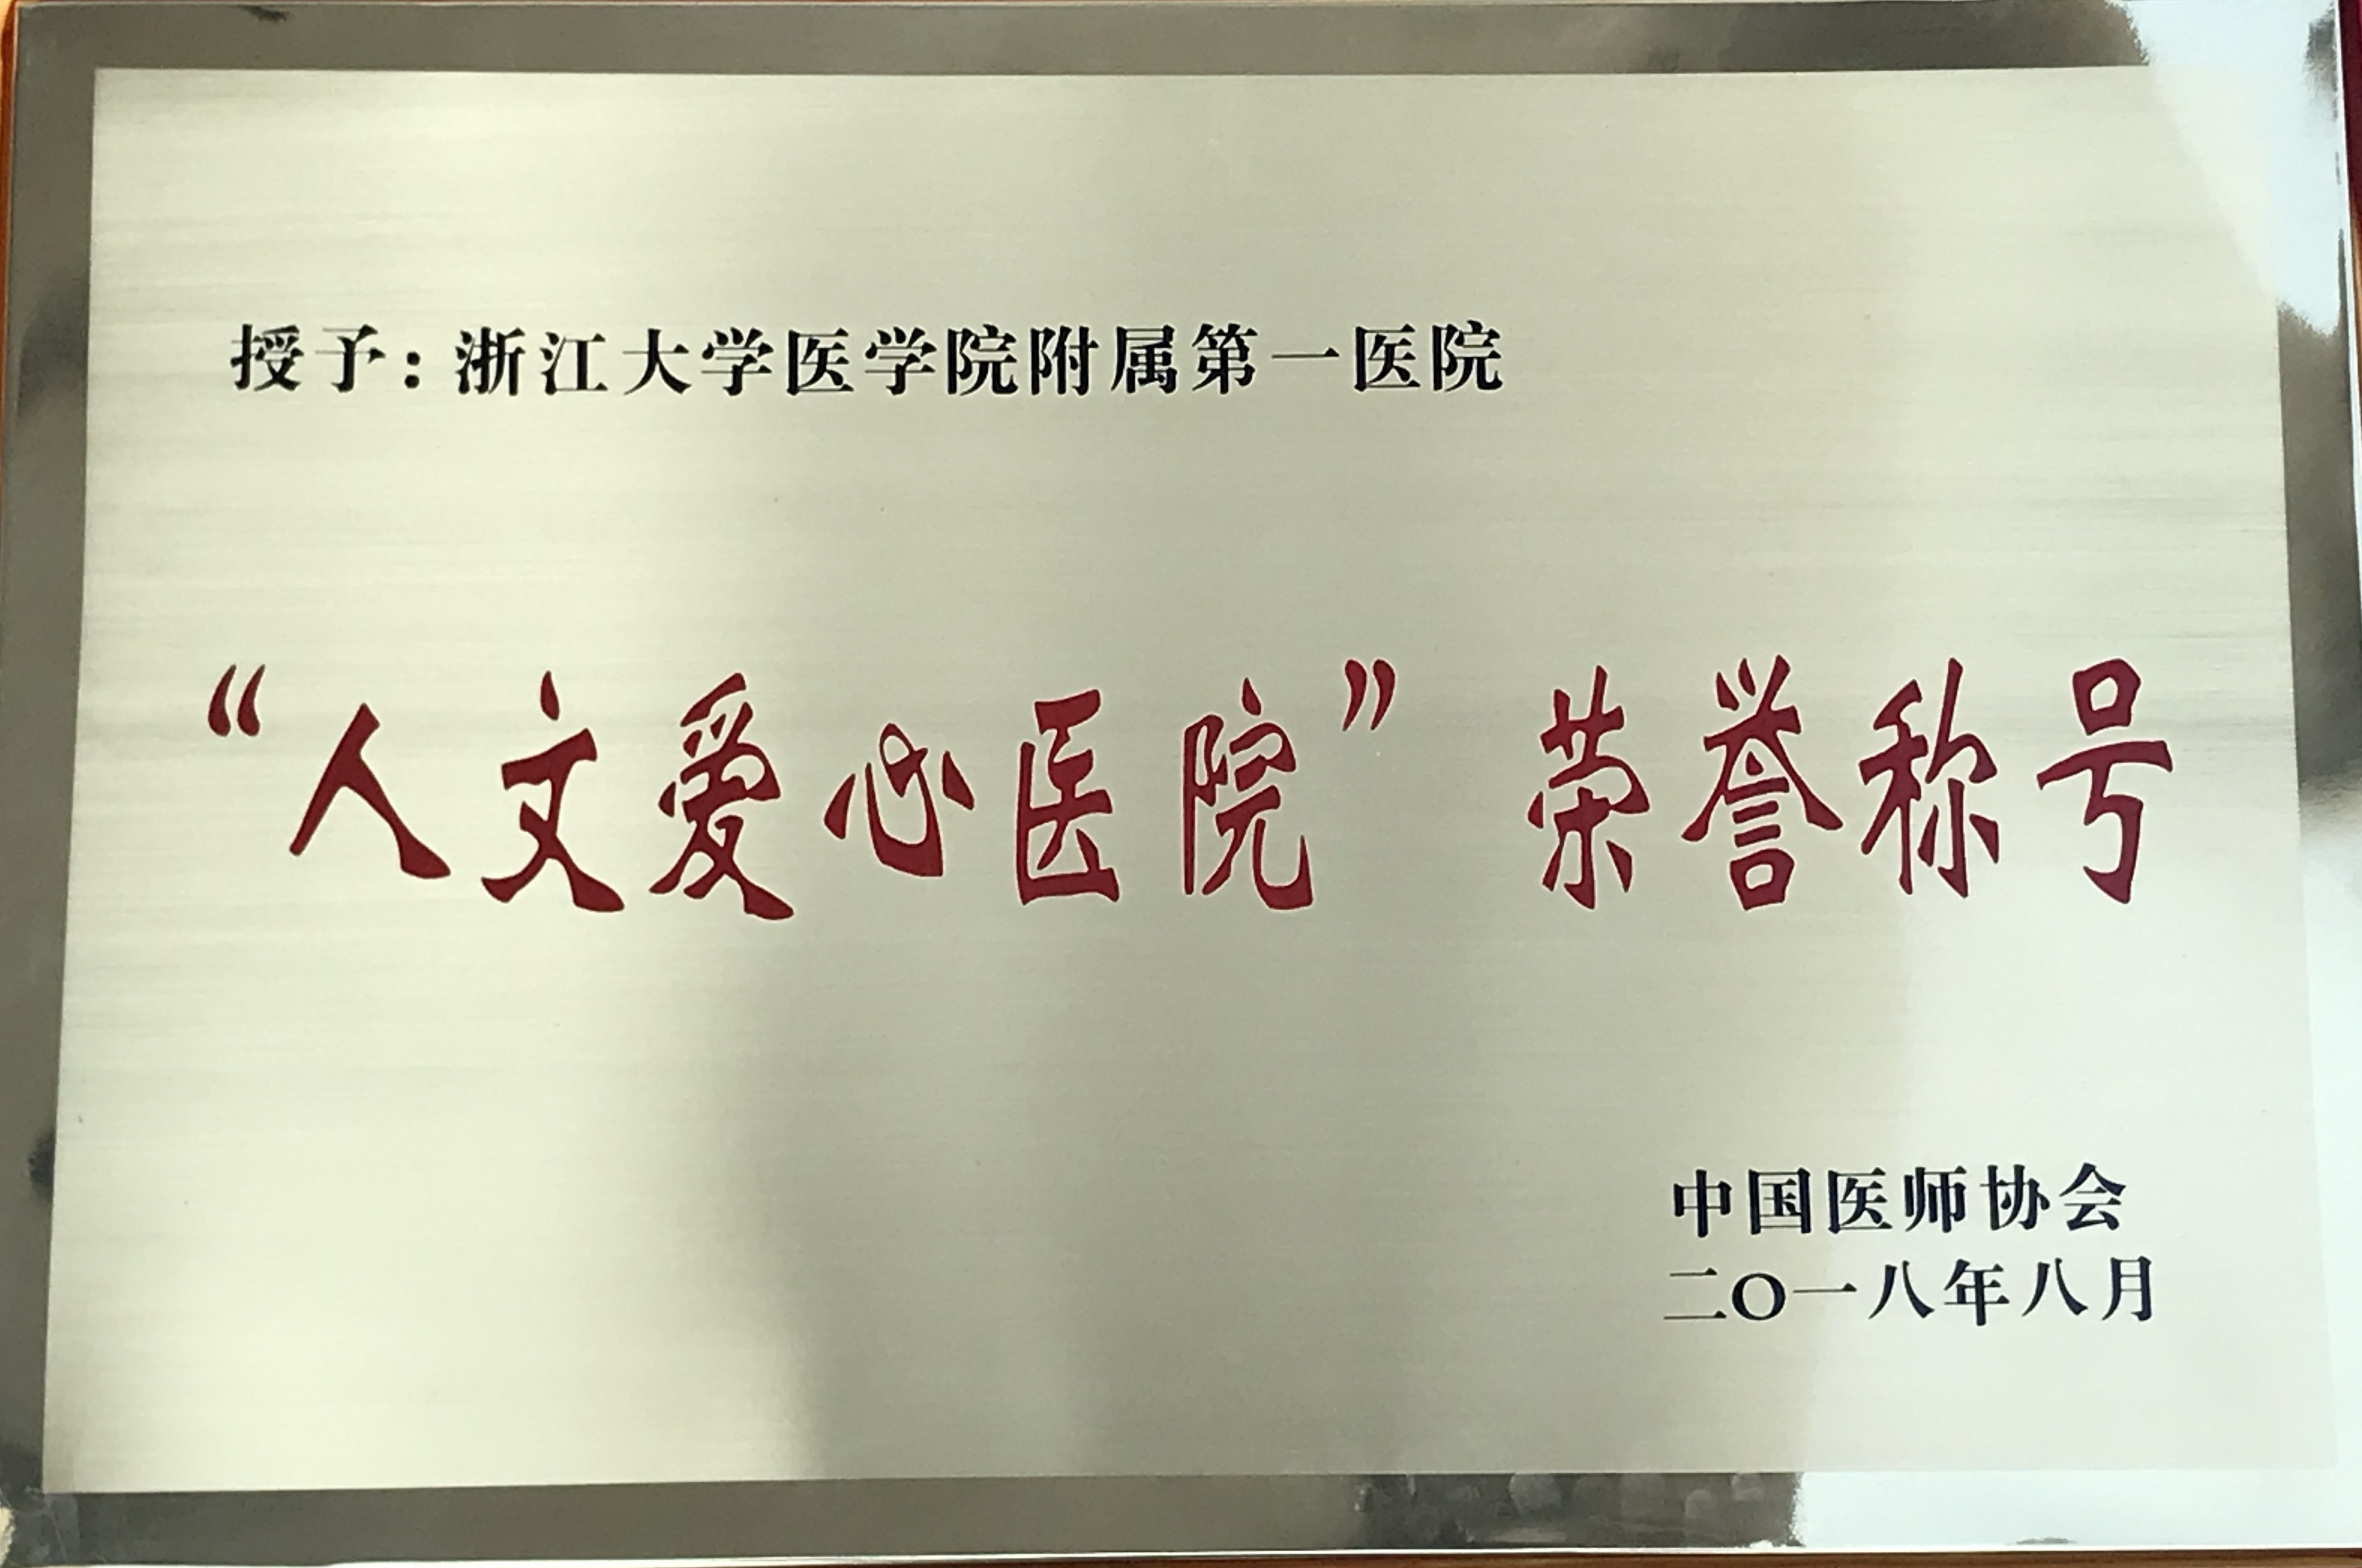 授予：浙江大学医学院附属第一医院
“人文爱心医院” 荣誉称号
中国医师协会
二〇一八年八月